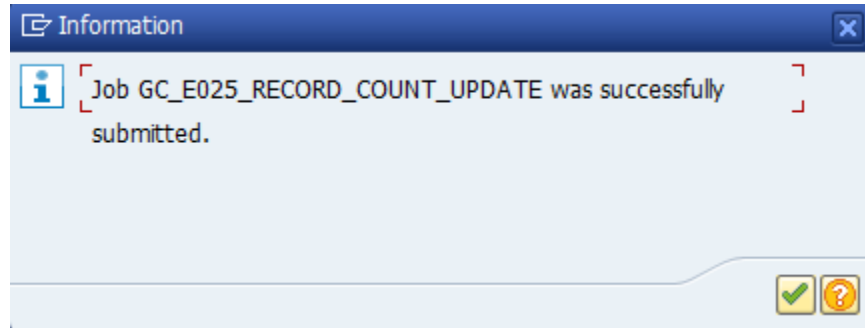 Information
Job GC_E025_RECORD_COUNT_UPDATE was successfully
submitted.